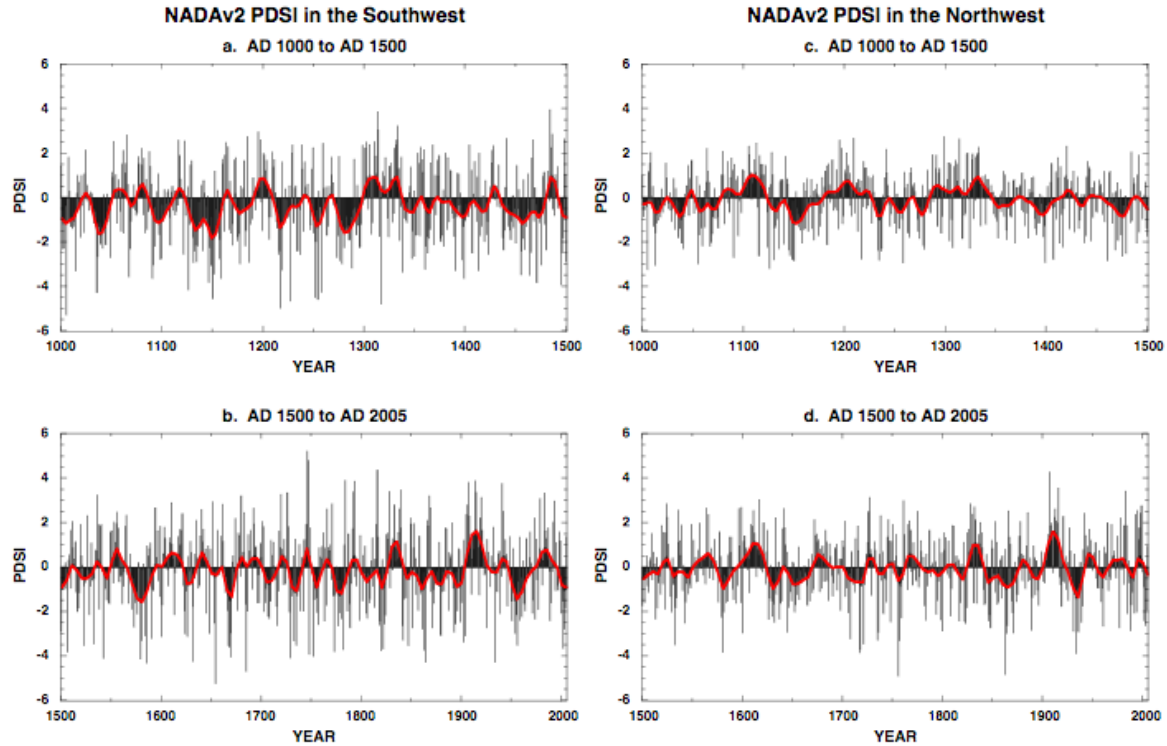 NADAv2 PDSI in the Southwest
a. AD 1000 to AD 1500
6
4
2
0
-2
-4
-6
PDSI
1000 1100 1200 1300 1400 1500
YEAR
b. AD 1500 to AD 2005
6
4
2
0
-2
-4
-6
PDSI
1500 1600 1700 1800 1900 2000
YEAR
NADAv2 PDSI in the Northwest
c. AD 1000 to AD 1500
6
4
2
0
-2
-4
-6
PDSI
1000 1100 1200 1300 1400 1500
YEAR
d. AD 1500 to AD 2005
6
4
2
0
-2
-4
-6
PDSI
1500 1600 1700 1800 1900 2000
YEAR